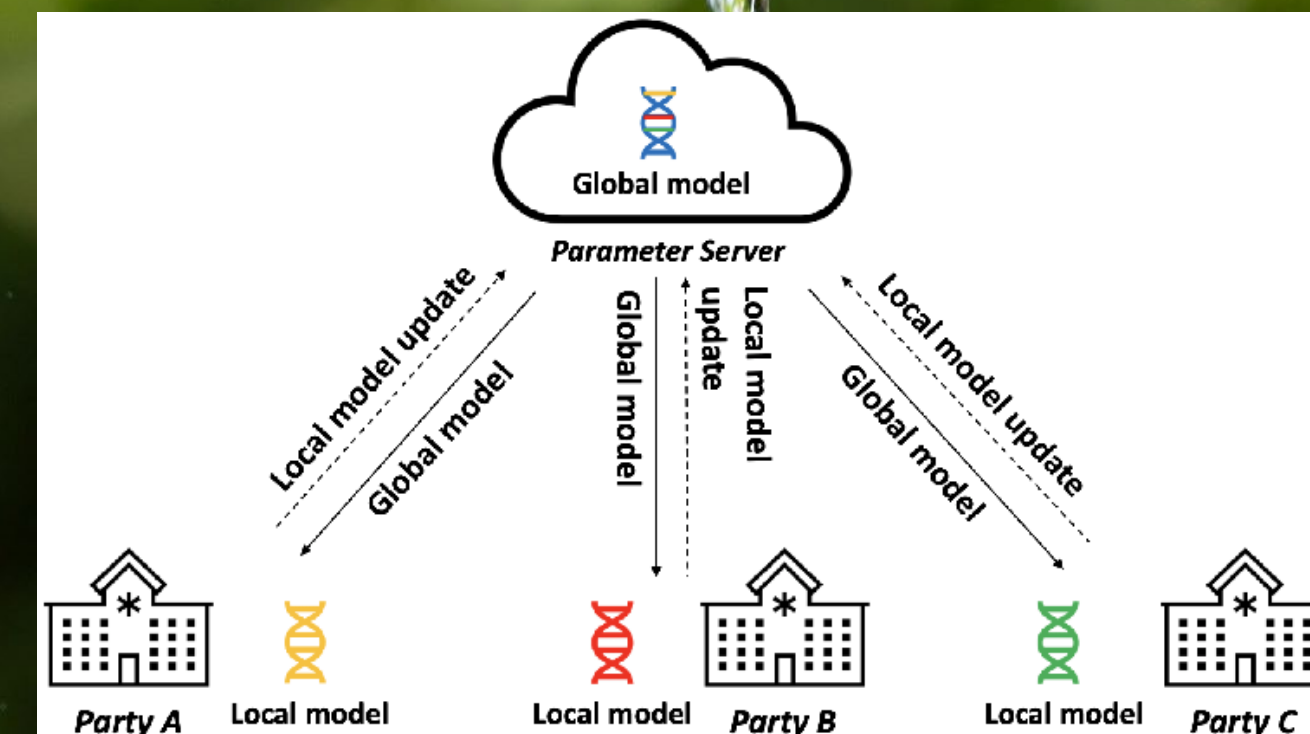 Global model
Parameter Server
Local model update
Global model
Global model
Local model
update
Global model
Local model update
Party A
Local model
Local model
Party B
Local model
Party C